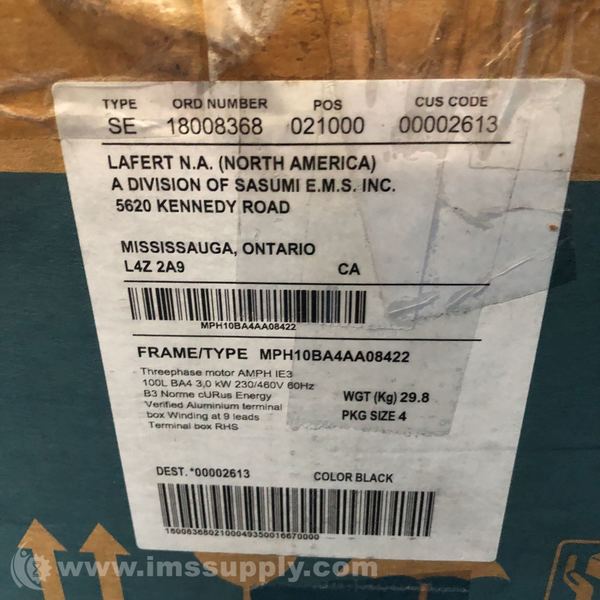 TYPE ORD NUMBER POS CUS CODE
SE 18008368 021000 00002613
LAFERT N.A. (NORTH AMERICA)
A DIVISION OF SASUMI E.M.S. INC.
5620 KENNEDY ROAD
MISSISSAUGA, ONTARIO
L4Z 2A9 CA
MPH10BA4AA08422
FRAME/TYPE MPH10BA4AA08422
Threephase motor AMPH IE3
100L BA4 3,0 kW 230/460V 60Hz
B3 Norme cURus Energy
Verified Aluminium terminal
box Winding at 9 leads
Terminal box RHS
WGT (Kg) 29.8
PKG SIZE 4
DEST. *00002613 COLOR BLACK
1800836802100049350016670000
www.imssupply.com